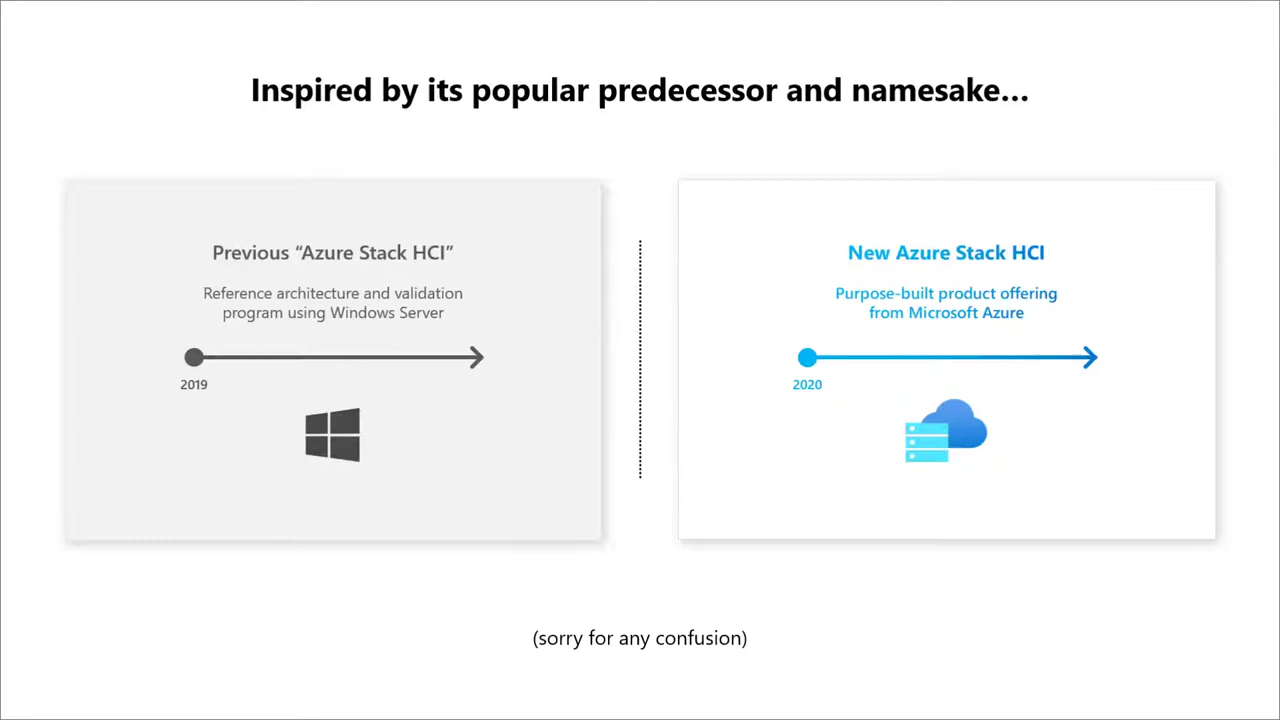 Inspired by its popular predecessor and namesake…
Previous “Azure Stack HCI”
Reference architecture and validation
program using Windows Server
2019
New Azure Stack HCI
Purpose-built product offering
from Microsoft Azure
2020
(sorry for any confusion)